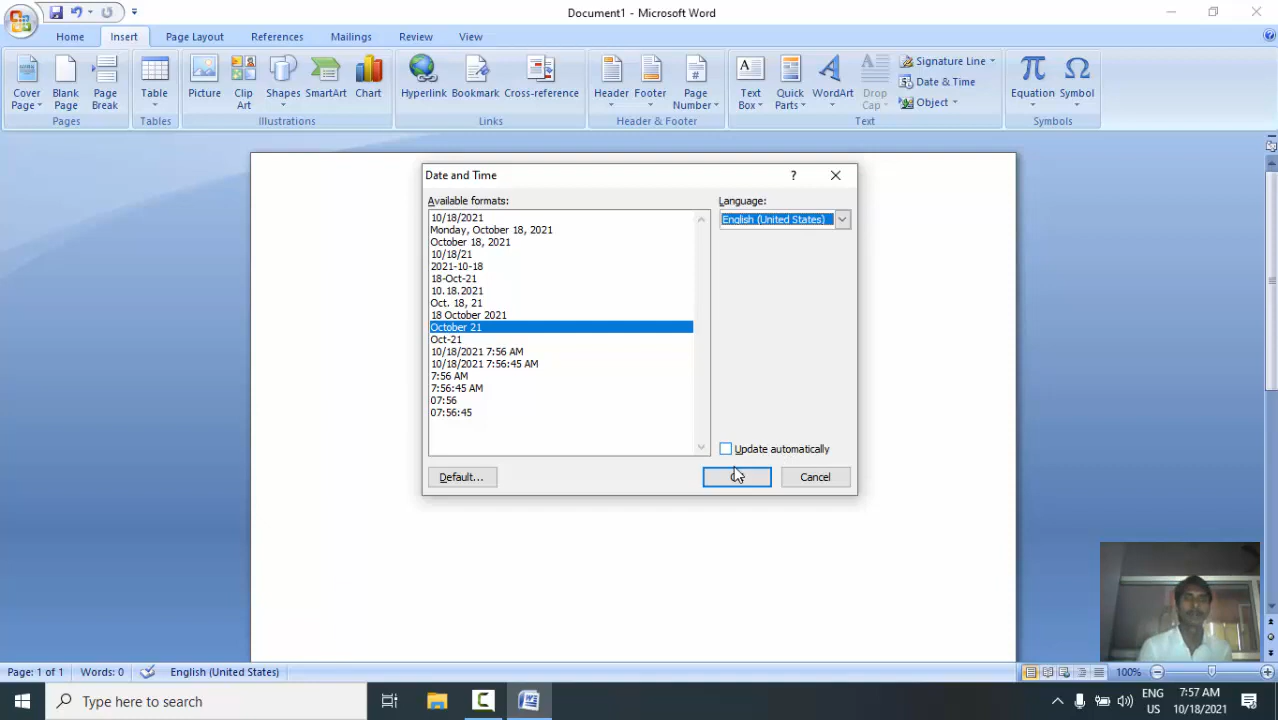 Document1 - Microsoft Word
Home Insert Page Layout References Mailings Review View
Cover Page Blank Page Page Break Table Picture Clip Art Shapes SmartArt Chart Hyperlink Bookmark Cross-reference Header Footer Page Number Text Box Quick Parts WordArt Drop Cap Signature Line Equation Symbol
Date & Time
Object
Pages Tables Illustrations Links Header & Footer Text Symbols
Date and Time
Available formats: Language:
10/18/2021 English (United States)
Monday, October 18, 2021
October 18, 2021
10/18/21
2021-10-18
18-Oct-21
10.18.2021
Oct. 18, 21
18 October 2021
October 21
Oct-21
10/18/2021 7:56 AM
10/18/2021 7:56:45 AM
7:56 AM
7:56:45 AM
07:56
07:56:45
Update automatically
Default... Cancel
Page: 1 of 1 Words: 0 English (United States) 100%
Type here to search
ENG US
7:57 AM
10/18/2021